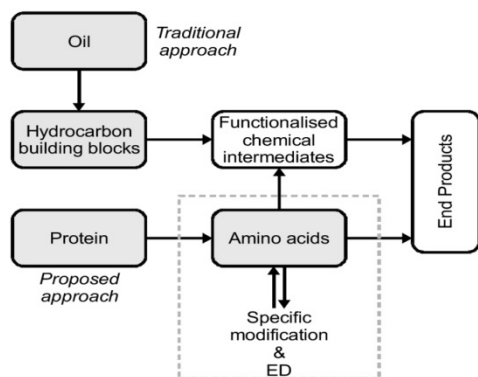 Oil
Traditional
approach
Hydrocarbon
building blocks
Functionalised
chemical
intermediates
End Products
Protein
Amino acids
Proposed
approach
Specific
modification
&
ED